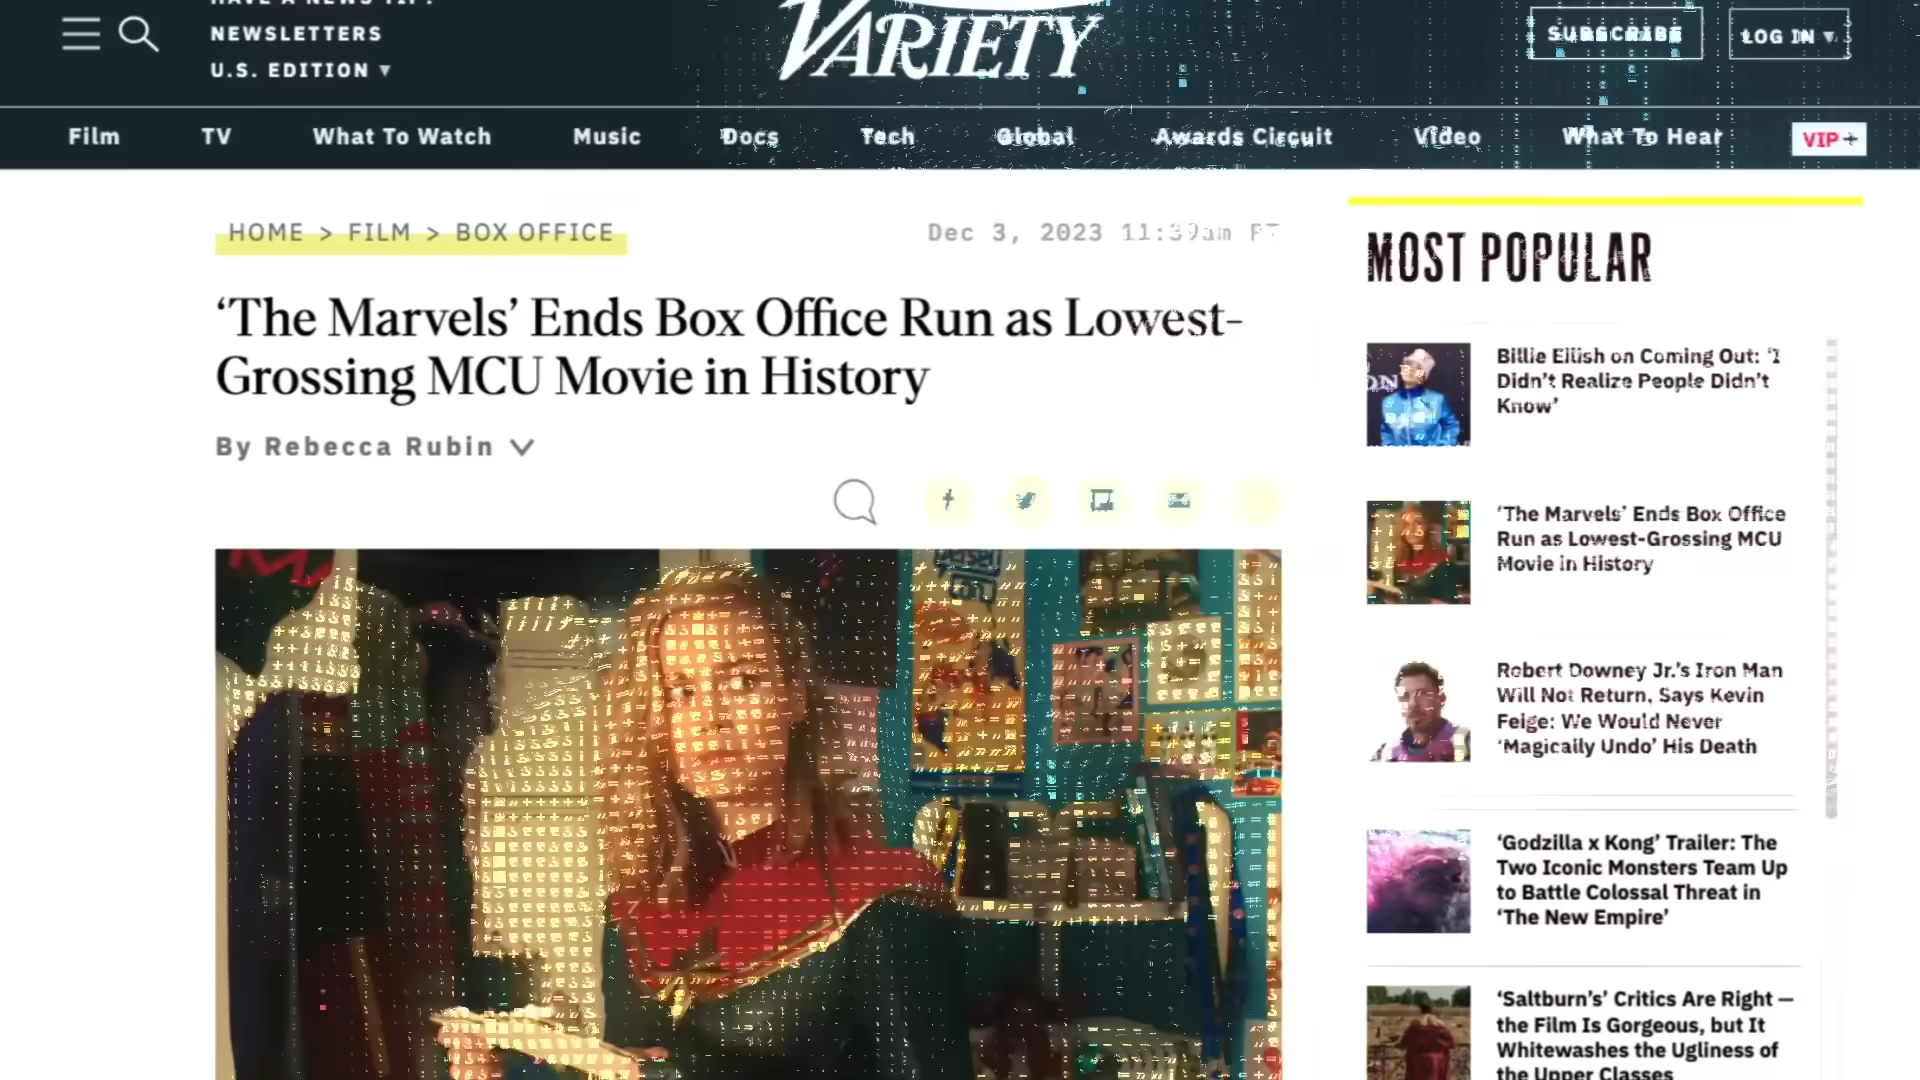 NEWSLETTERS
U.S. EDITION
VARIETY
SUBSCRIBE
LOG IN
Film TV What To Watch Music Docs Tech Global Awards Circuit Video What To Hear VIP+
HOME > FILM > BOX OFFICE
Dec 3, 2023 11:39am PT
‘The Marvels’ Ends Box Office Run as Lowest-
Grossing MCU Movie in History
By Rebecca Rubin
MOST POPULAR
Billie Eilish on Coming Out: ‘I
Didn’t Realize People Didn’t
Know’
‘The Marvels’ Ends Box Office
Run as Lowest-Grossing MCU
Movie in History
Robert Downey Jr.’s Iron Man
Will Not Return, Says Kevin
Feige: We Would Never
‘Magically Undo’ His Death
‘Godzilla x Kong’ Trailer: The
Two Iconic Monsters Team Up
to Battle Colossal Threat in
‘The New Empire’
‘Saltburn’s’ Critics Are Right —
the Film Is Gorgeous, but It
Whitewashes the Ugliness of
the Upper Classes